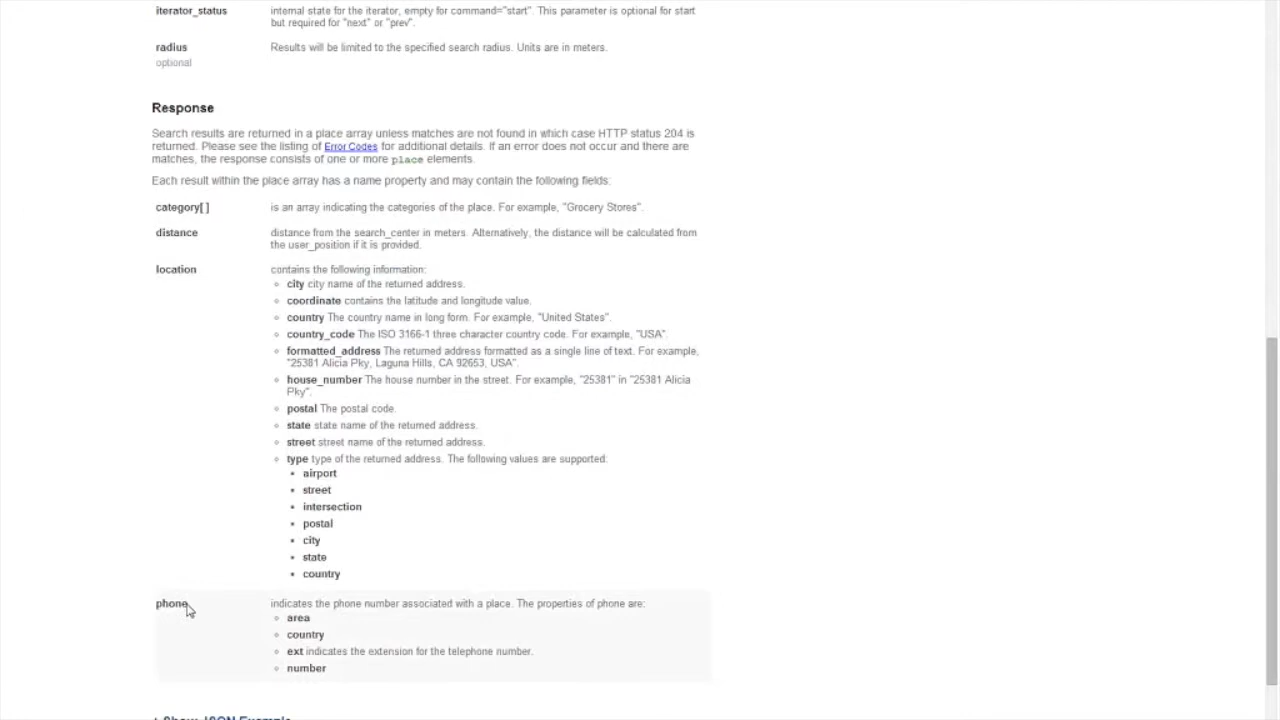 iterator_status internal state for the iterator, empty for command="start". This parameter is optional for start
but required for "next" or "prev".
radius Results will be limited to the specified search radius. Units are in meters.
optional
Response
Search results are returned in a place array unless matches are not found in which case HTTP status 204 is
returned. Please see the listing of Error Codes for additional details. If an error does not occur and there are
matches, the response consists of one or more place elements.
Each result within the place array has a name property and may contain the following fields:
category[ ] is an array indicating the categories of the place. For example, "Grocery Stores".
distance distance from the search_center in meters. Alternatively, the distance will be calculated from
the user_position if it is provided.
location contains the following information:
city city name of the returned address.
coordinate contains the latitude and longitude value.
country The country name in long form. For example, "United States".
country_code The ISO 3166-1 three character country code. For example, "USA".
formatted_address The returned address formatted as a single line of text. For example,
"25381 Alicia Pky, Laguna Hills, CA 92653, USA".
house_number The house number in the street. For example, "25381" in "25381 Alicia
Pky".
postal The postal code.
state state name of the returned address.
street street name of the returned address.
type type of the returned address. The following values are supported:
airport
street
intersection
postal
city
state
country
phone indicates the phone number associated with a place. The properties of phone are:
area
country
ext indicates the extension for the telephone number.
number
+ Show JSON Example